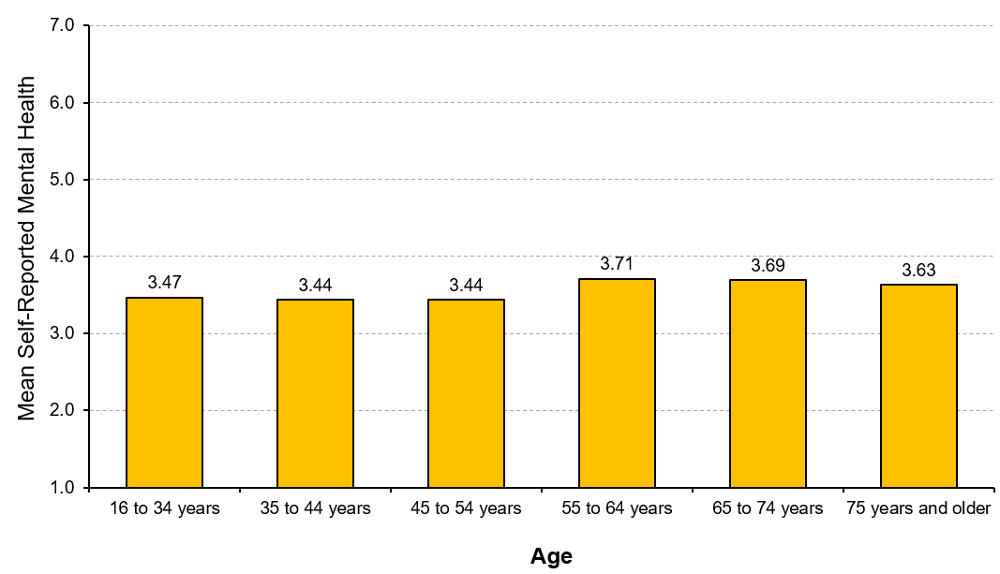 Mean Self-Reported Mental Health
7.0
6.0
5.0
4.0
3.0
2.0
1.0
3.47
3.44
3.44
3.71
3.69
3.63
16 to 34 years
35 to 44 years
45 to 54 years
55 to 64 years
65 to 74 years
75 years and older
Age